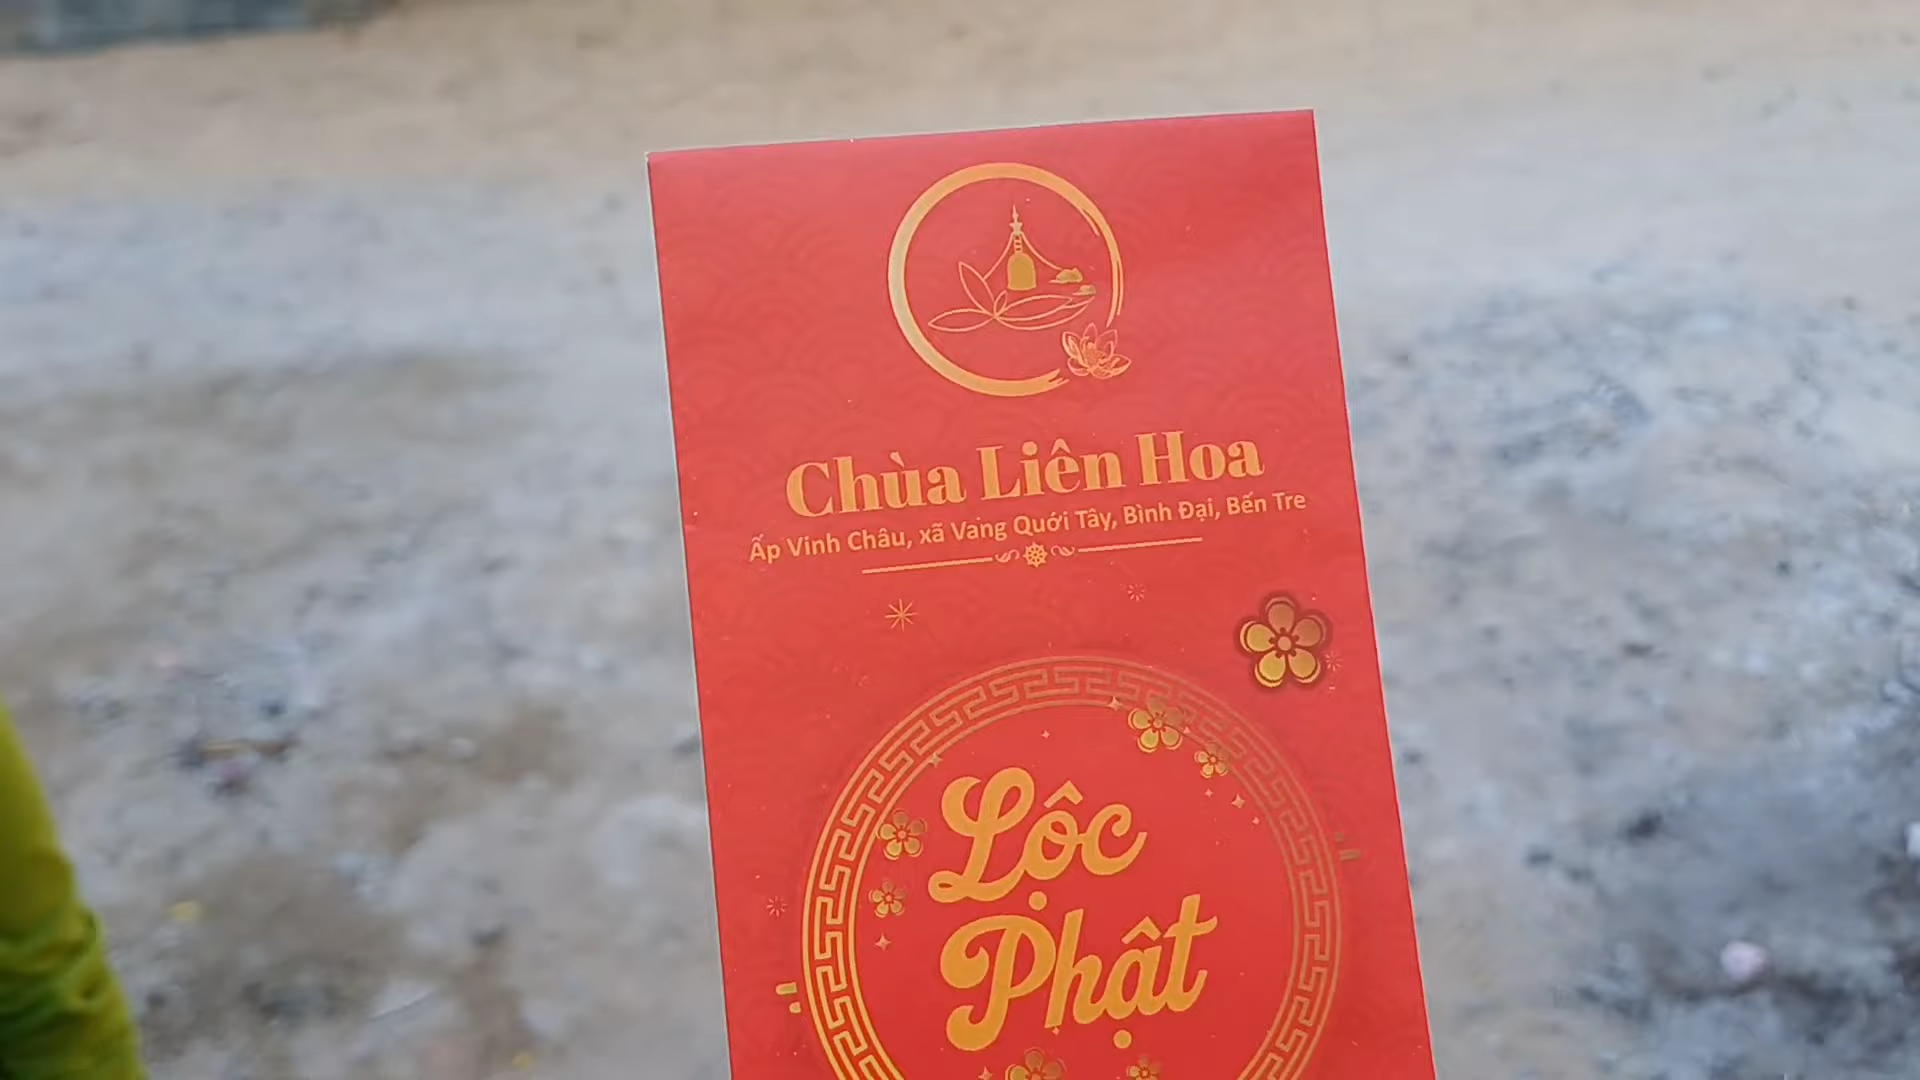 Chùa Liên Hoa
Ấp Vinh Châu, xã Vang Quới Tây, Bình Đại, Bến Tre
Lộc
Phật